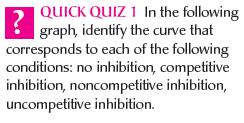 ? QUICK QUIZ 1 In the following
graph, identify the curve that
corresponds to each of the following
conditions: no inhibition, competitive
inhibition, noncompetitive inhibition,
uncompetitive inhibition.